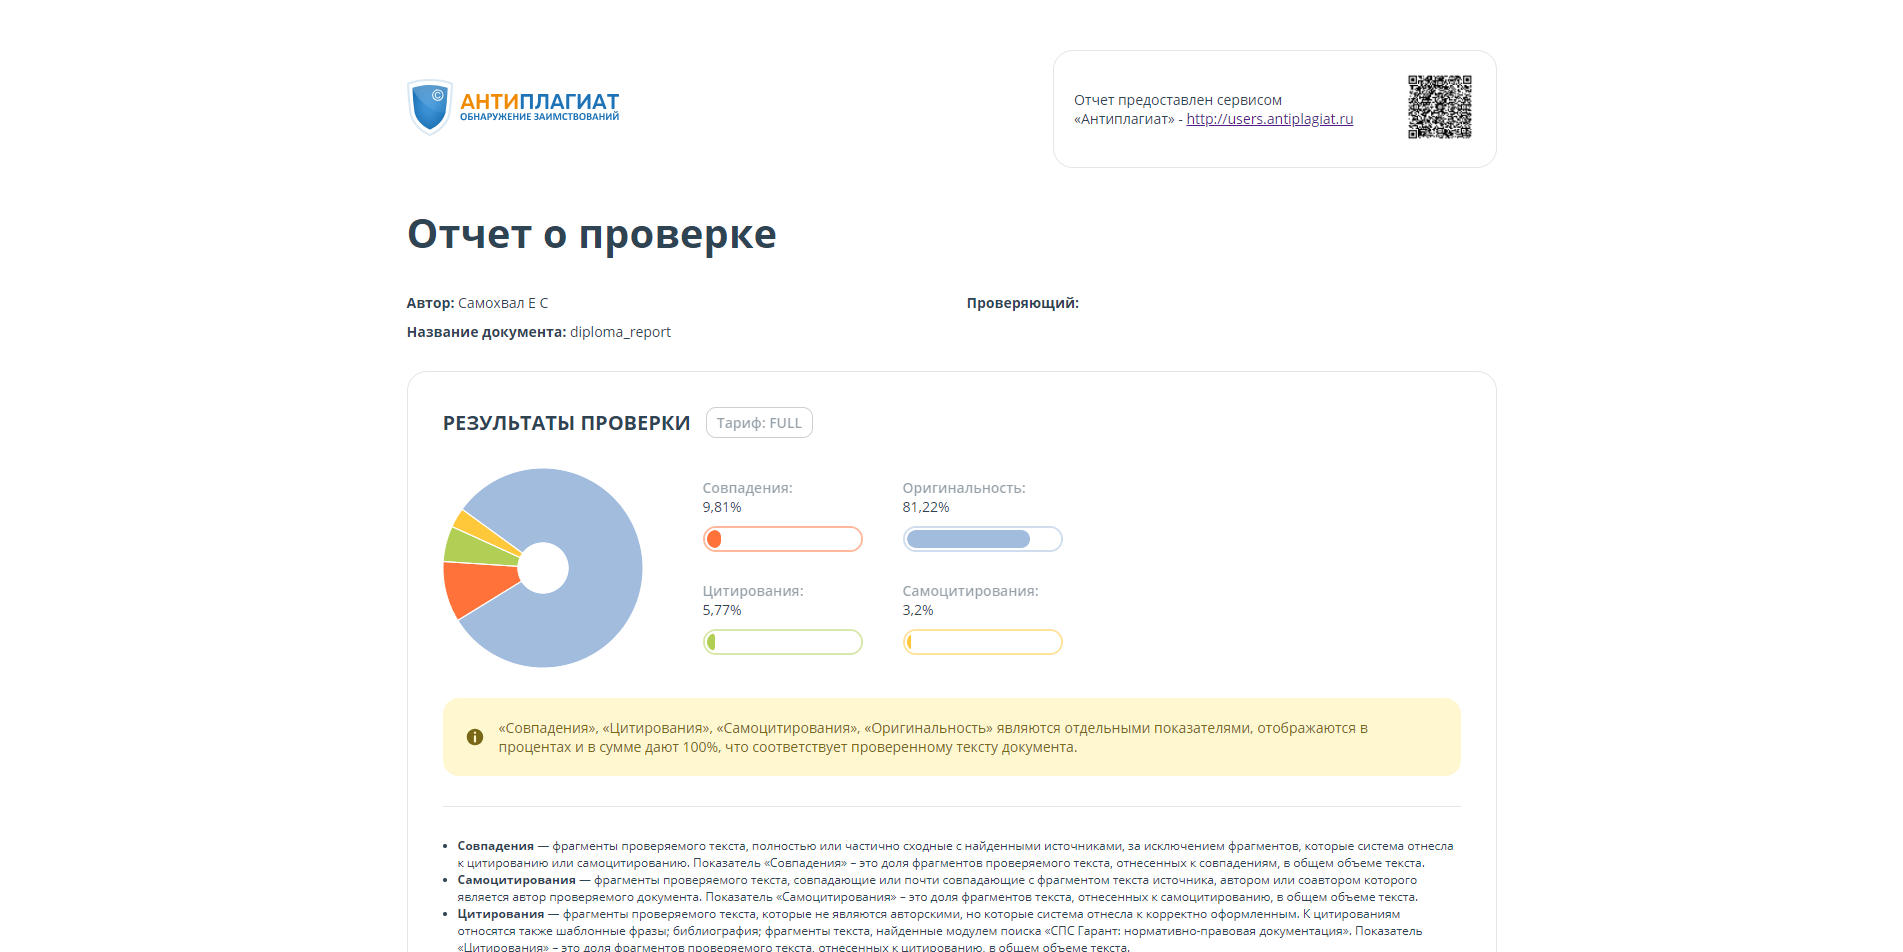 ©
АНТИПЛАГИАТ
ОБНАРУЖЕНИЕ ЗАИМСТВОВАНИЙ
Отчет предоставлен сервисом
«Антиплагиат» - http://users.antiplagiat.ru
Отчет о проверке
Автор: Самохвал Е С
Проверяющий:
Название документа: diploma_report
РЕЗУЛЬТАТЫ ПРОВЕРКИ
Тариф: FULL
Совпадения:
9,81%
Оригинальность:
81,22%
Цитирования:
5,77%
Самоцитирования:
3,2%
«Совпадения», «Цитирования», «Самоцитирования», «Оригинальность» являются отдельными показателями, отображаются в
процентах и в сумме дают 100%, что соответствует проверенному тексту документа.
• Совпадения — фрагменты проверяемого текста, полностью или частично сходные с найденными источниками, за исключением фрагментов, которые система отнесла
к цитированию или самоцитированию. Показатель «Совпадения» – это доля фрагментов проверяемого текста, отнесенных к совпадениям, в общем объеме текста.
• Самоцитирования — фрагменты проверяемого текста, совпадающие или почти совпадающие с фрагментом текста источника, автором или соавтором которого
является автор проверяемого документа. Показатель «Самоцитирования» – это доля фрагментов текста, отнесенных к самоцитированию, в общем объеме текста.
• Цитирования — фрагменты проверяемого текста, которые не являются авторскими, но которые система отнесла к корректно оформленным. К цитированиям
относятся также шаблонные фразы; библиография; фрагменты текста, найденные модулем поиска «СПС Гарант: нормативно-правовая документация». Показатель
«Цитирования» – это доля фрагментов проверяемого текста, отнесенных к цитированию, в общем объеме текста.